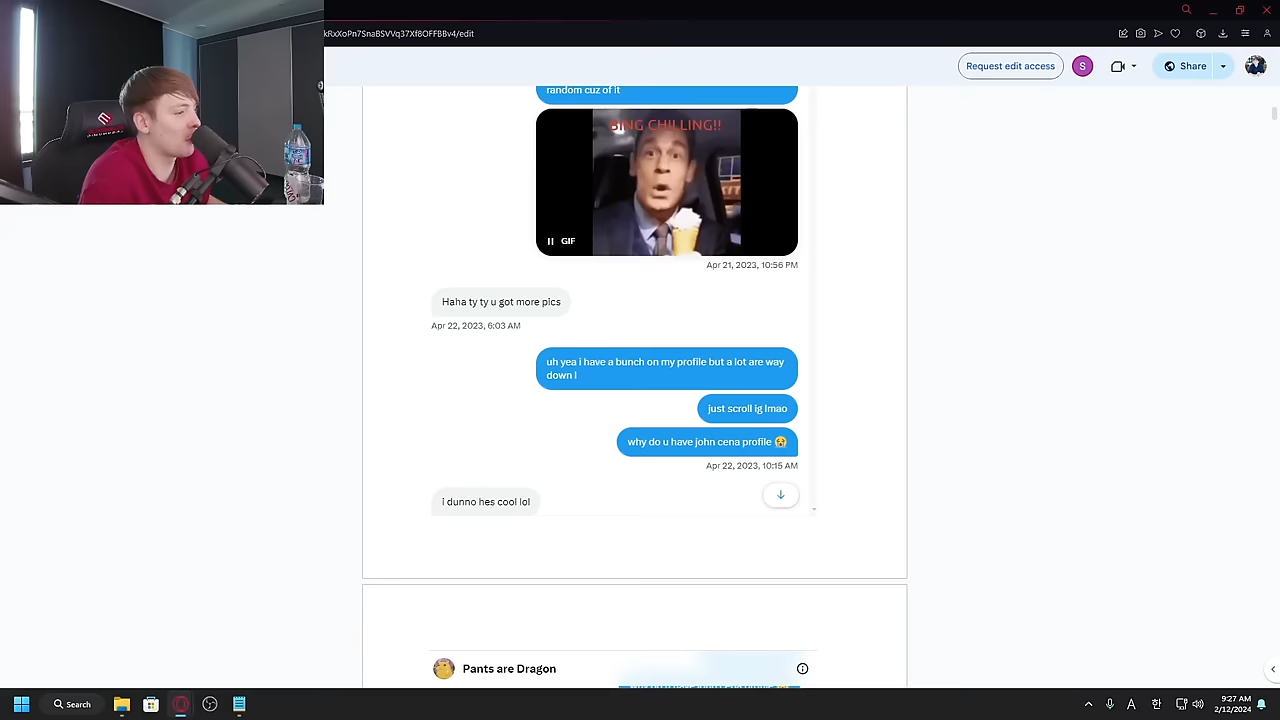 kRxXoPn7SnaBSVVq37Xf8OFFBBv4/edit
Request edit access
S
Share
random cuz of it
BING CHILLING!!
GIF
Apr 21, 2023, 10:56 PM
Haha ty ty u got more pics
Apr 22, 2023, 6:03 AM
uh yea i have a bunch on my profile but a lot are way
down l
just scroll ig lmao
why do u have john cena profile 😭
Apr 22, 2023, 10:15 AM
i dunno hes cool lol
Pants are Dragon
Search
A
한
9:27 AM
2/12/2024